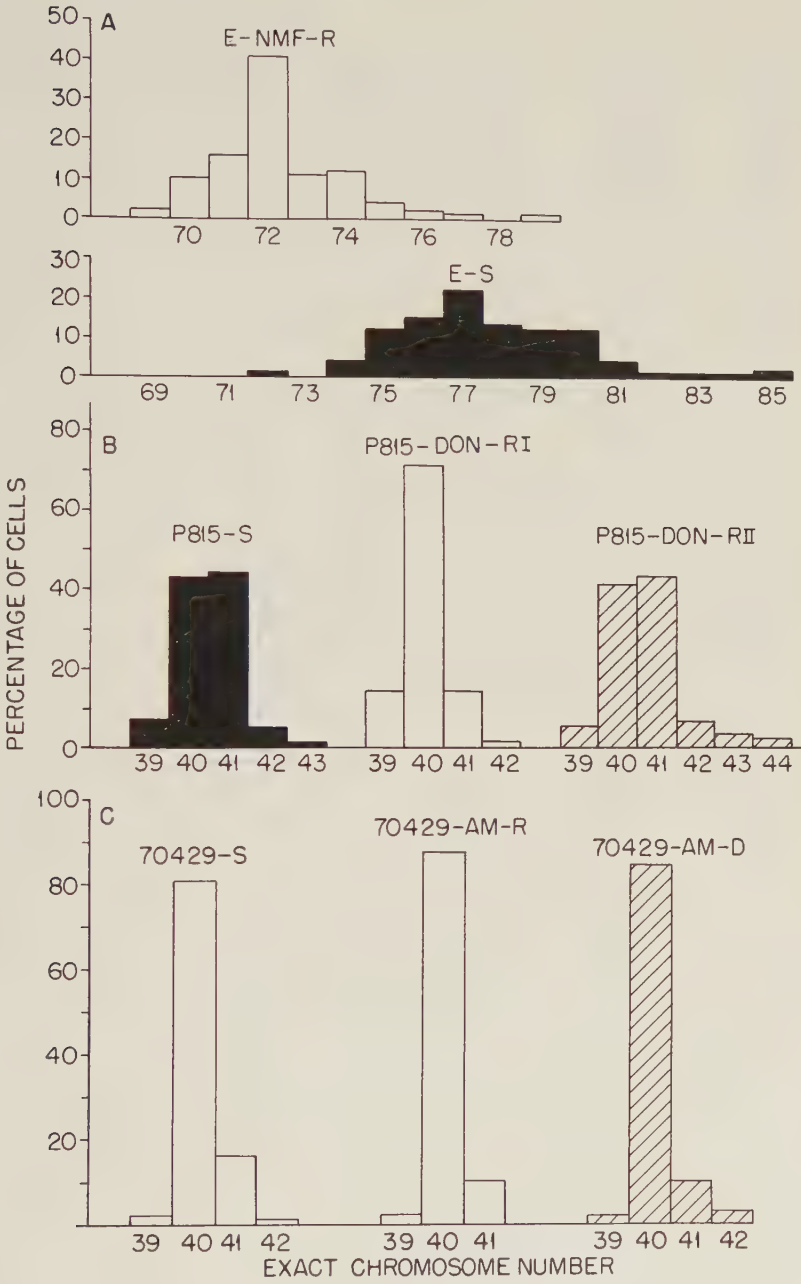 A
E-NMF-R
50
40
30
20
10
0
70 72 74 76 78
E-S
30
20
10
0
69 71 73 75 77 79 81 83 85
B
P815-S
P815-DON-RI
P815-DON-RII
80
60
40
20
0
39 40 41 42 43
39 40 41 42
39 40 41 42 43 44
PERCENTAGE OF CELLS
C
70429-S
70429-AM-R
70429-AM-D
100
80
60
40
20
39 40 41 42
39 40 41
39 40 41 42
EXACT CHROMOSOME NUMBER